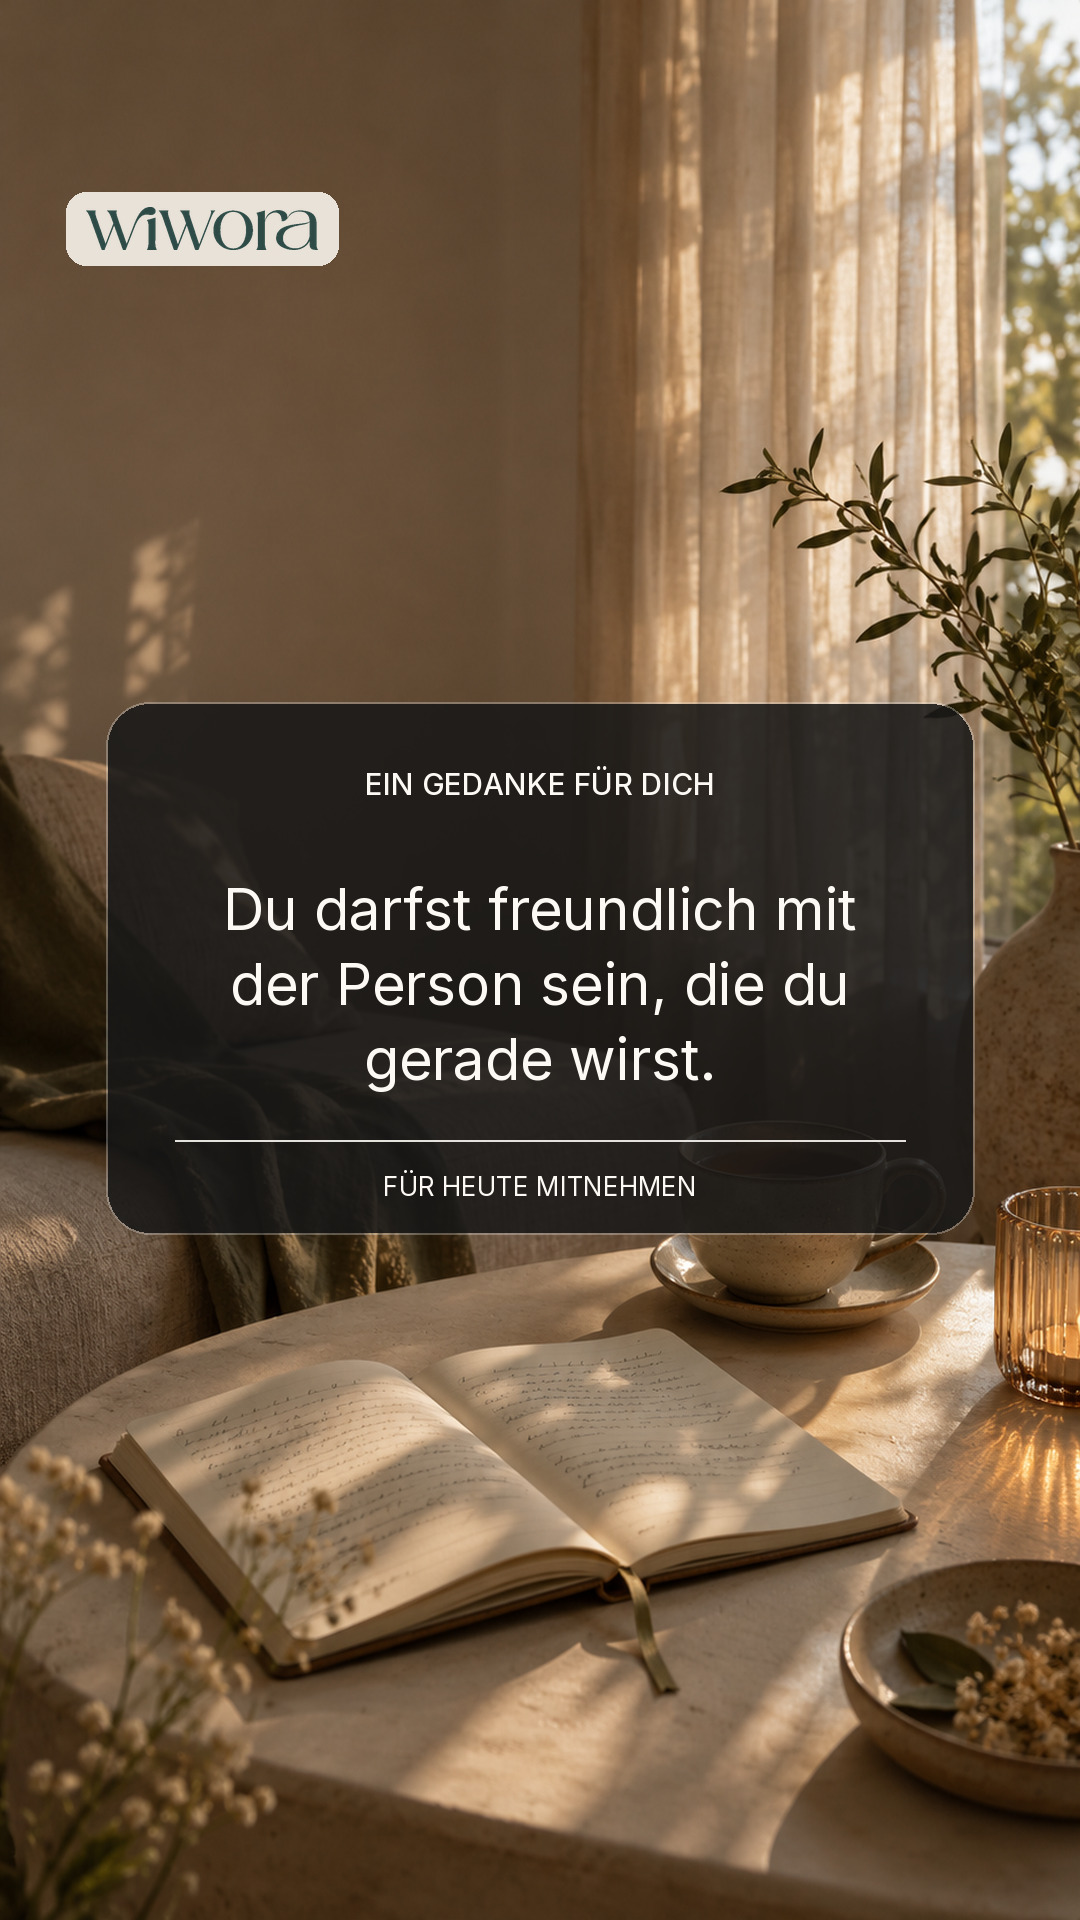 wiwora
EIN GEDANKE FÜR DICH
Du darfst freundlich mit
der Person sein, die du
gerade wirst.
FÜR HEUTE MITNEHMEN